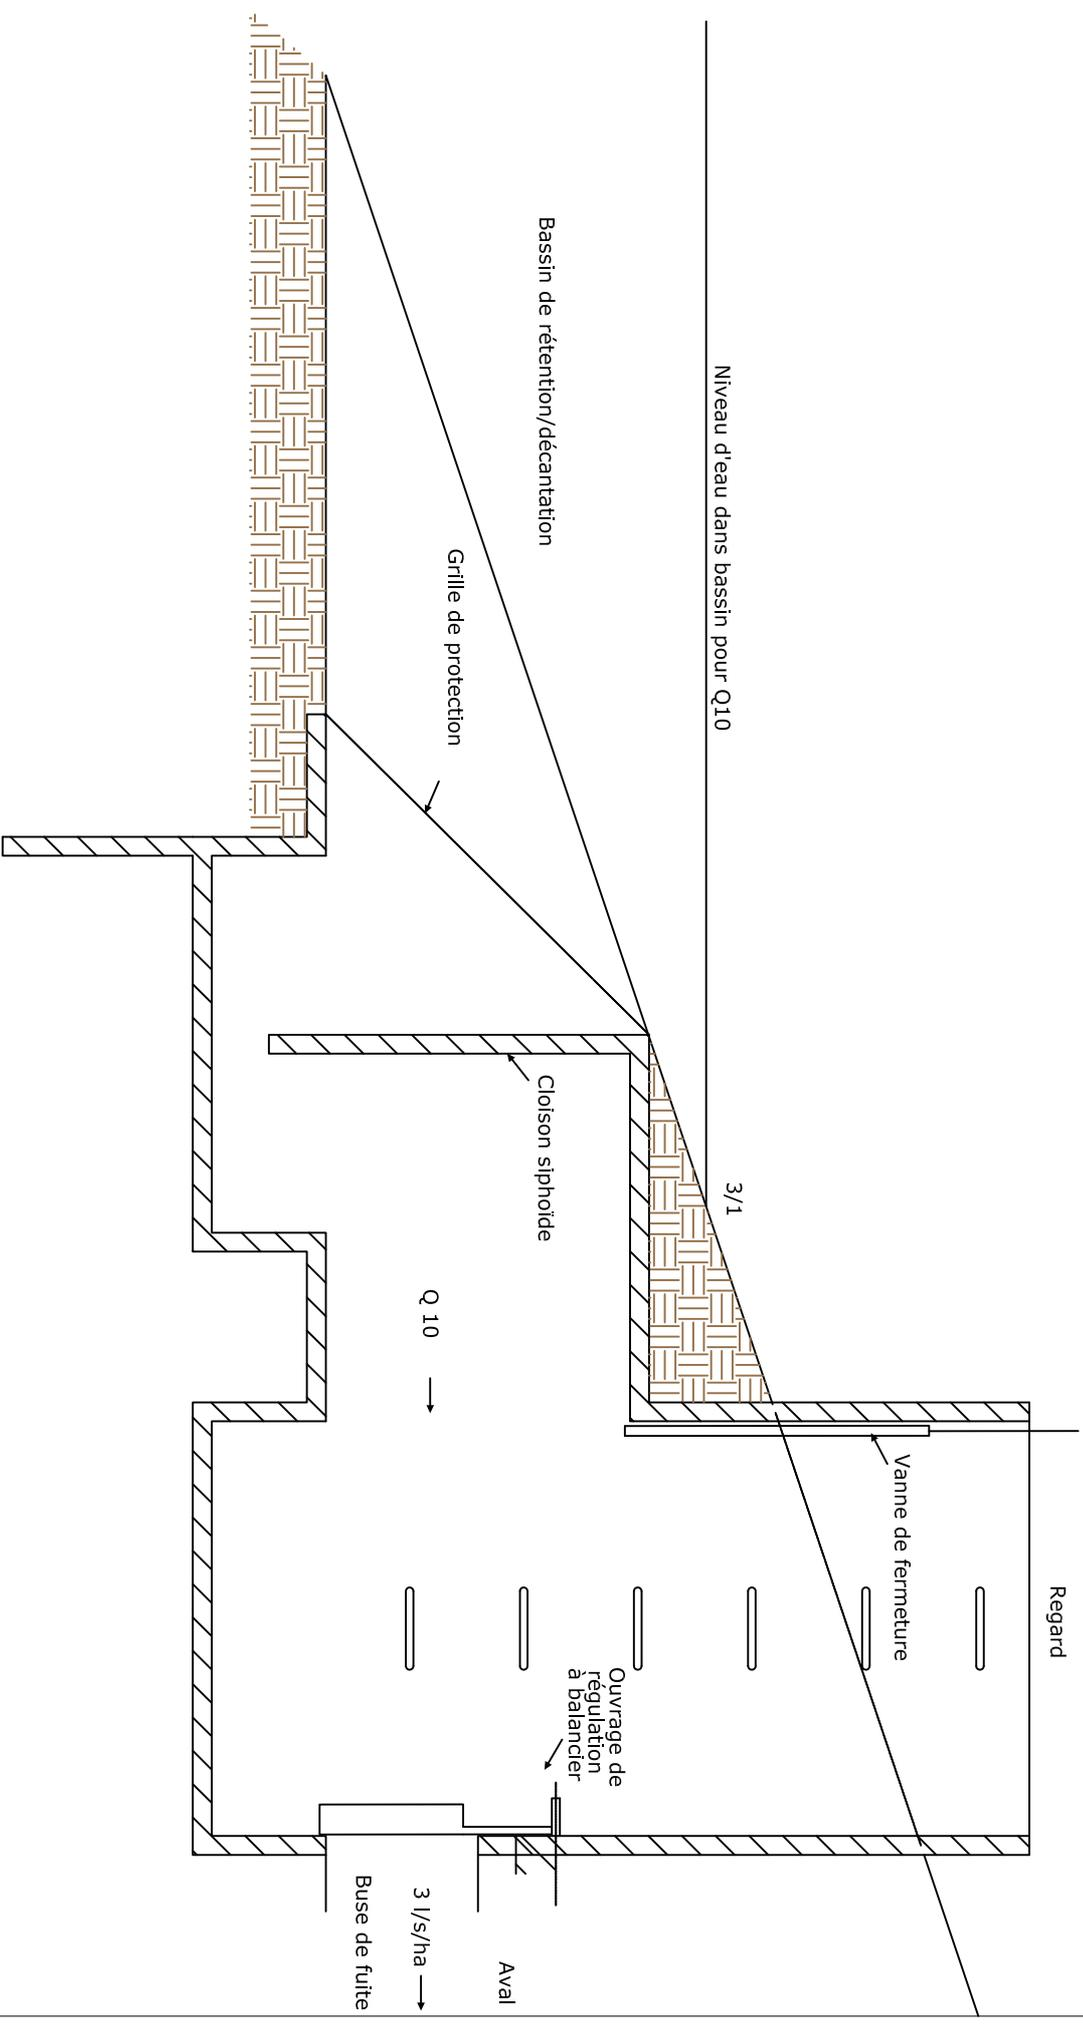 Regard
Niveau d'eau dans bassin pour Q10
3/1
Vanne de fermeture
Bassin de rétention/décantation
Cloison siphoïde
Ouvrage de
régulation
à balancier
Aval
Grille de protection
Q 10
3 l/s/ha
Buse de fuite